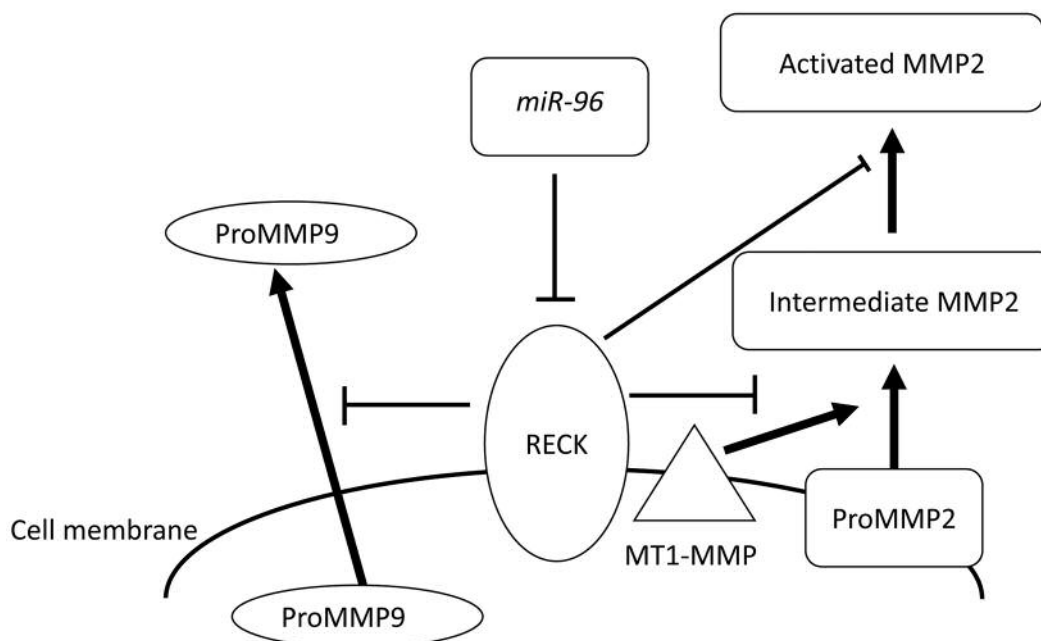 Activated MMP2
miR-96
ProMMP9
Intermediate MMP2
RECK
Cell membrane
ProMMP2
MT1-MMP
ProMMP9